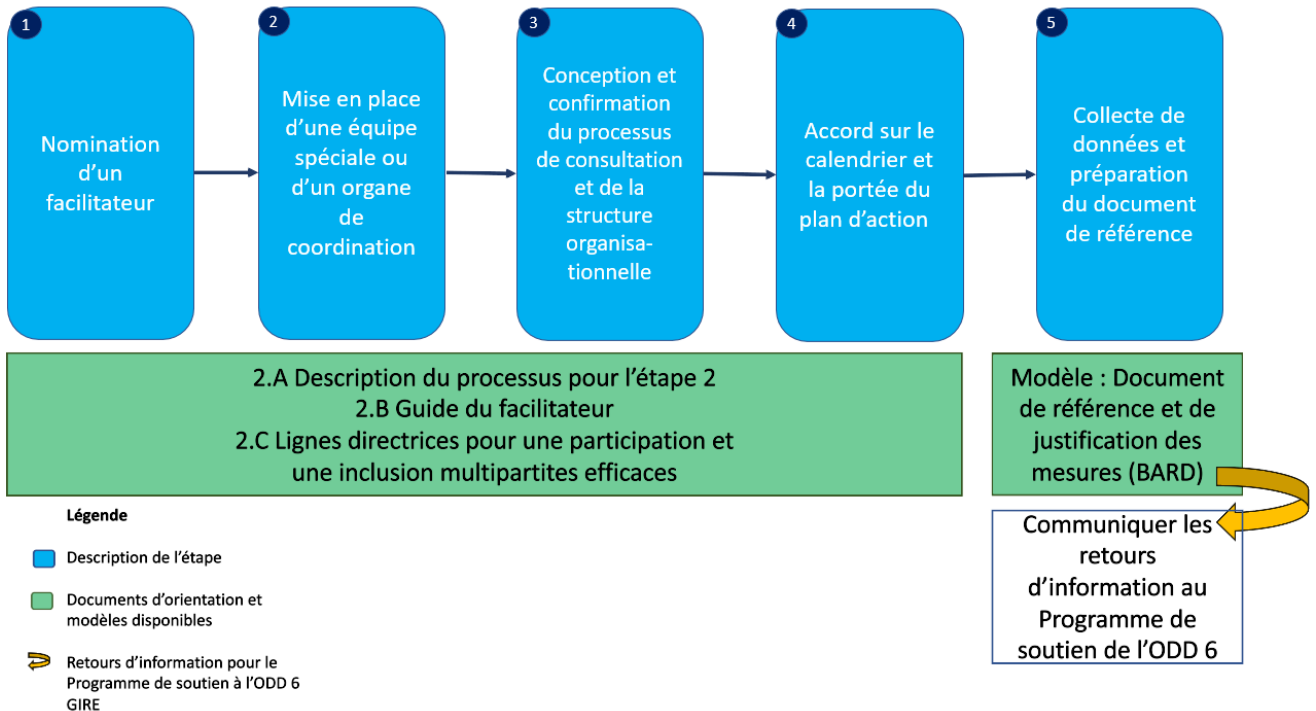 1
Nomination
d'un
facilitateur
2
Mise en place
d'une équipe
spéciale ou
d'un organe
de
coordination
3
Conception et
confirmation
du processus
de consultation
et de la
structure
organisa-
tionnelle
4
Accord sur le
calendrier et
la portée du
plan d'action
5
Collecte de
données et
préparation
du document
de référence
2.A Description du processus pour l'étape 2
2.B Guide du facilitateur
2.C Lignes directrices pour une participation et
une inclusion multipartites efficaces
Modèle : Document
de référence et de
justification des
mesures (BARD)
Communiquer les
retours
d'information au
Programme de
soutien de l'ODD 6
Légende
Description de l'étape
Documents d'orientation et
modèles disponibles
Retours d'information pour le
Programme de soutien à l'ODD 6
GIRE